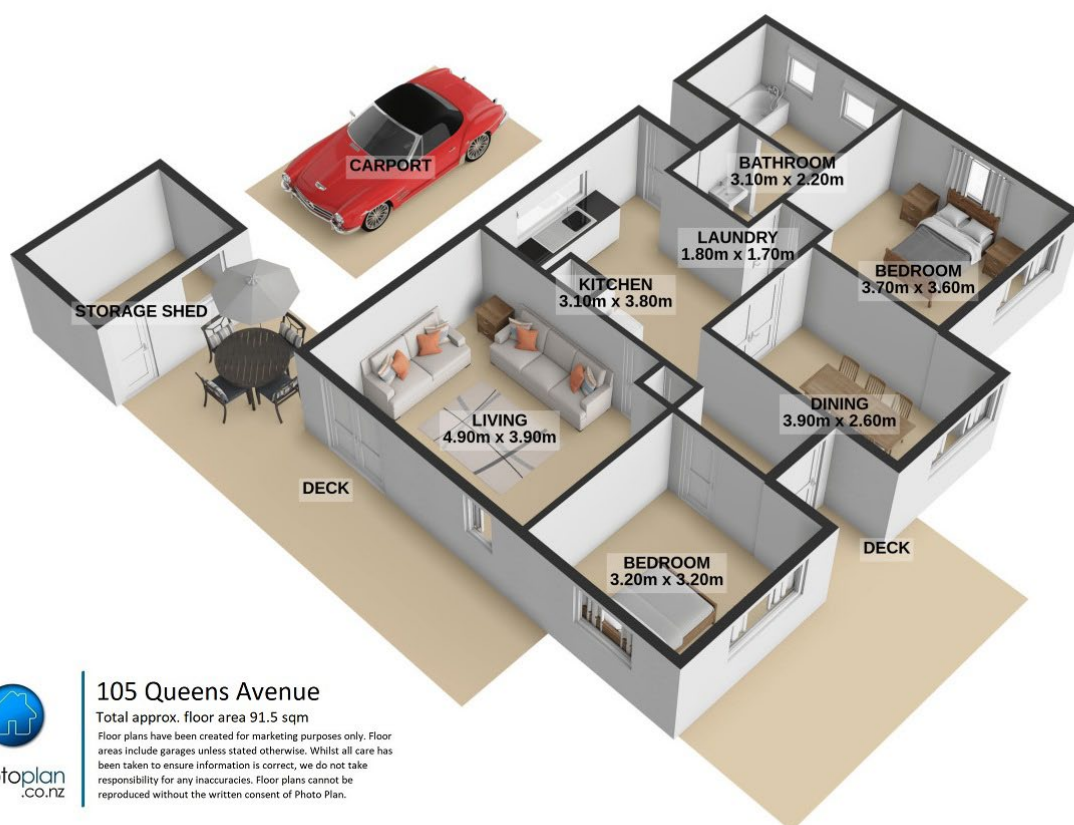 CARPORT
BATHROOM
3.10m x 2.20m
LAUNDRY
1.80m x 1.70m
BEDROOM
3.70m x 3.60m
KITCHEN
3.10m x 3.80m
STORAGE SHED
DINING
3.90m x 2.60m
LIVING
4.90m x 3.90m
DECK
DECK
BEDROOM
3.20m x 3.20m
105 Queens Avenue
Total approx. floor area 91.5 sqm
Floor plans have been created for marketing purposes only. Floor
areas include garages unless stated otherwise. Whilst all care has
been taken to ensure information is correct, we do not take
responsibility for any inaccuracies. Floor plans cannot be
reproduced without the written consent of Photo Plan.
otoplan
.co.nz